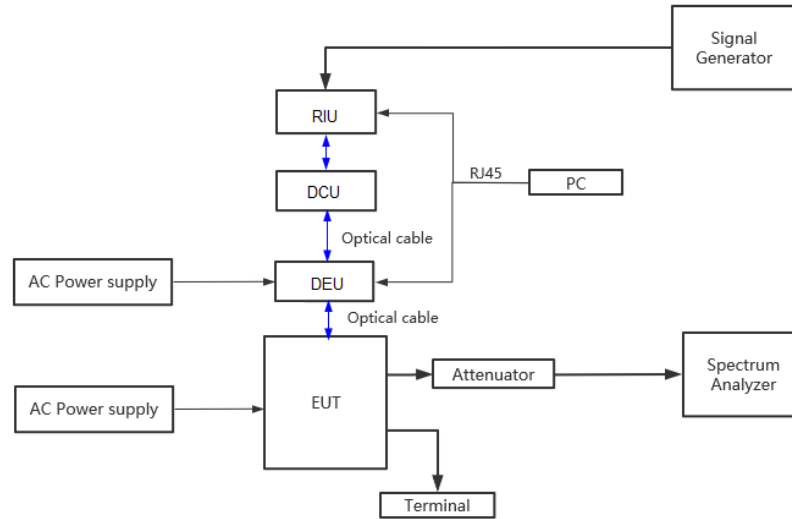 Signal
Generator
RIU
RJ45
PC
DCU
Optical cable
AC Power supply
DEU
Optical cable
Attenuator
Spectrum
Analyzer
AC Power supply
EUT
Terminal